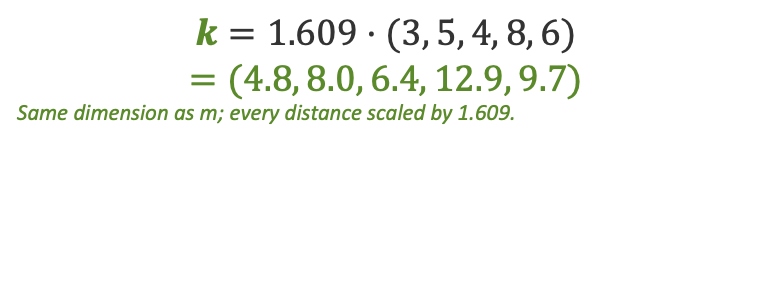 k = 1.609 · (3, 5, 4, 8, 6)
= (4.8, 8.0, 6.4, 12.9, 9.7)
Same dimension as m; every distance scaled by 1.609.